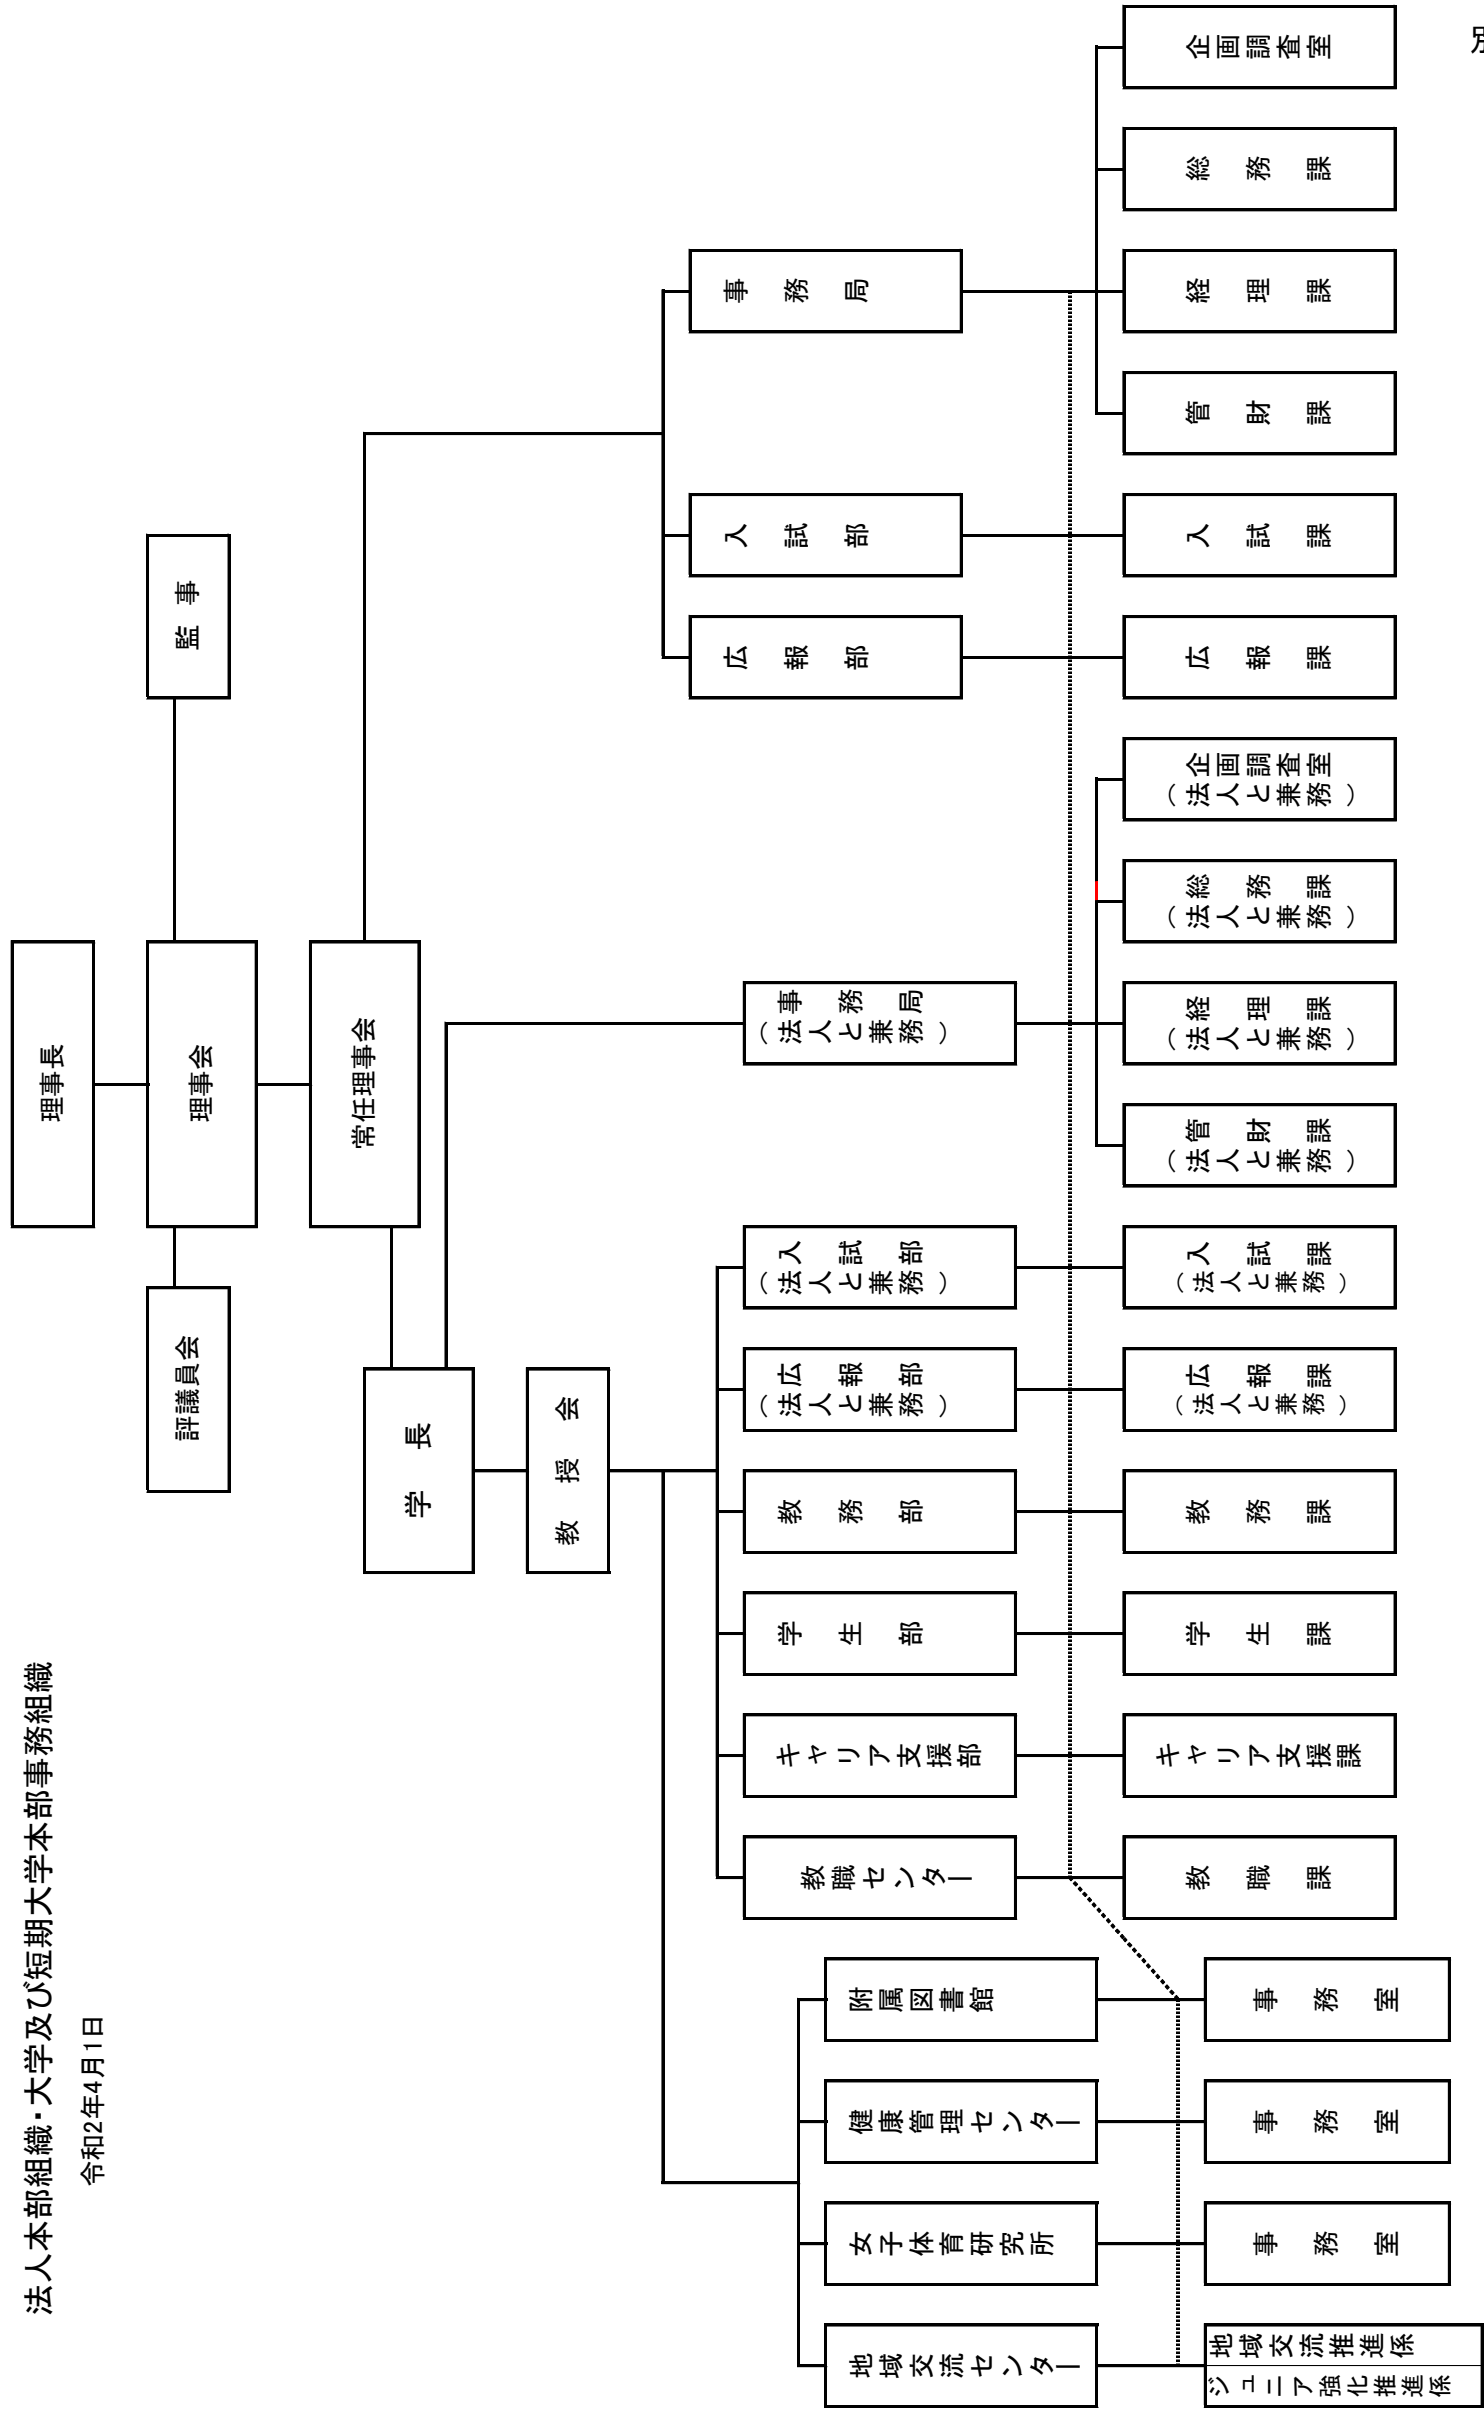 法人本部組織・大学及び短期大学本部事務組織
令和2年4月1日
理事長
評議員会
理事会
監　事
常任理事会
学　長
教　授　会
広報部
入試部
事務局
教職センター
キャリア支援部
学生部
教務部
広報部
（法人と兼務）
入試部
（法人と兼務）
事務局
（法人と兼務）
地域交流センター
女子体育研究所
健康管理センター
附属図書館
教職課
キャリア支援課
学生課
教務課
広報課
（法人と兼務）
入試課
（法人と兼務）
管財課
（法人と兼務）
経理課
（法人と兼務）
総務課
（法人と兼務）
企画調査室
（法人と兼務）
広報課
入試課
管財課
経理課
総務課
企画調査室
ジュニア強化推進係
地域交流推進係
事務室
事務室
事務室